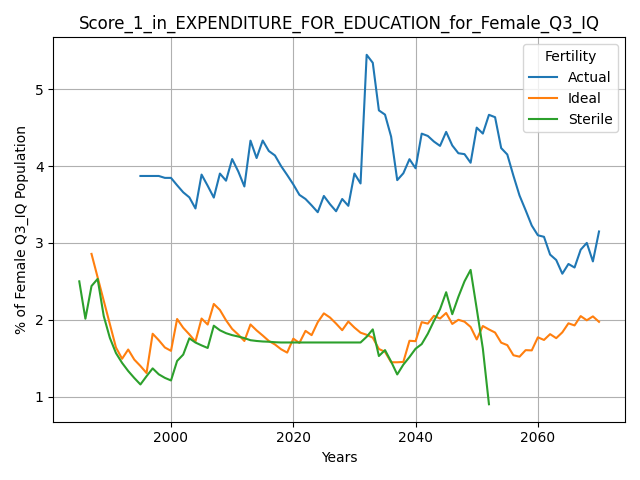 Score_1_in_EXPENDITURE_FOR_EDUCATION_for_Female_Q3_IQ
Fertility
Actual
Ideal
Sterile
% of Female Q3_IQ Population
5
4
3
2
1
2000
2020
2040
2060
Years